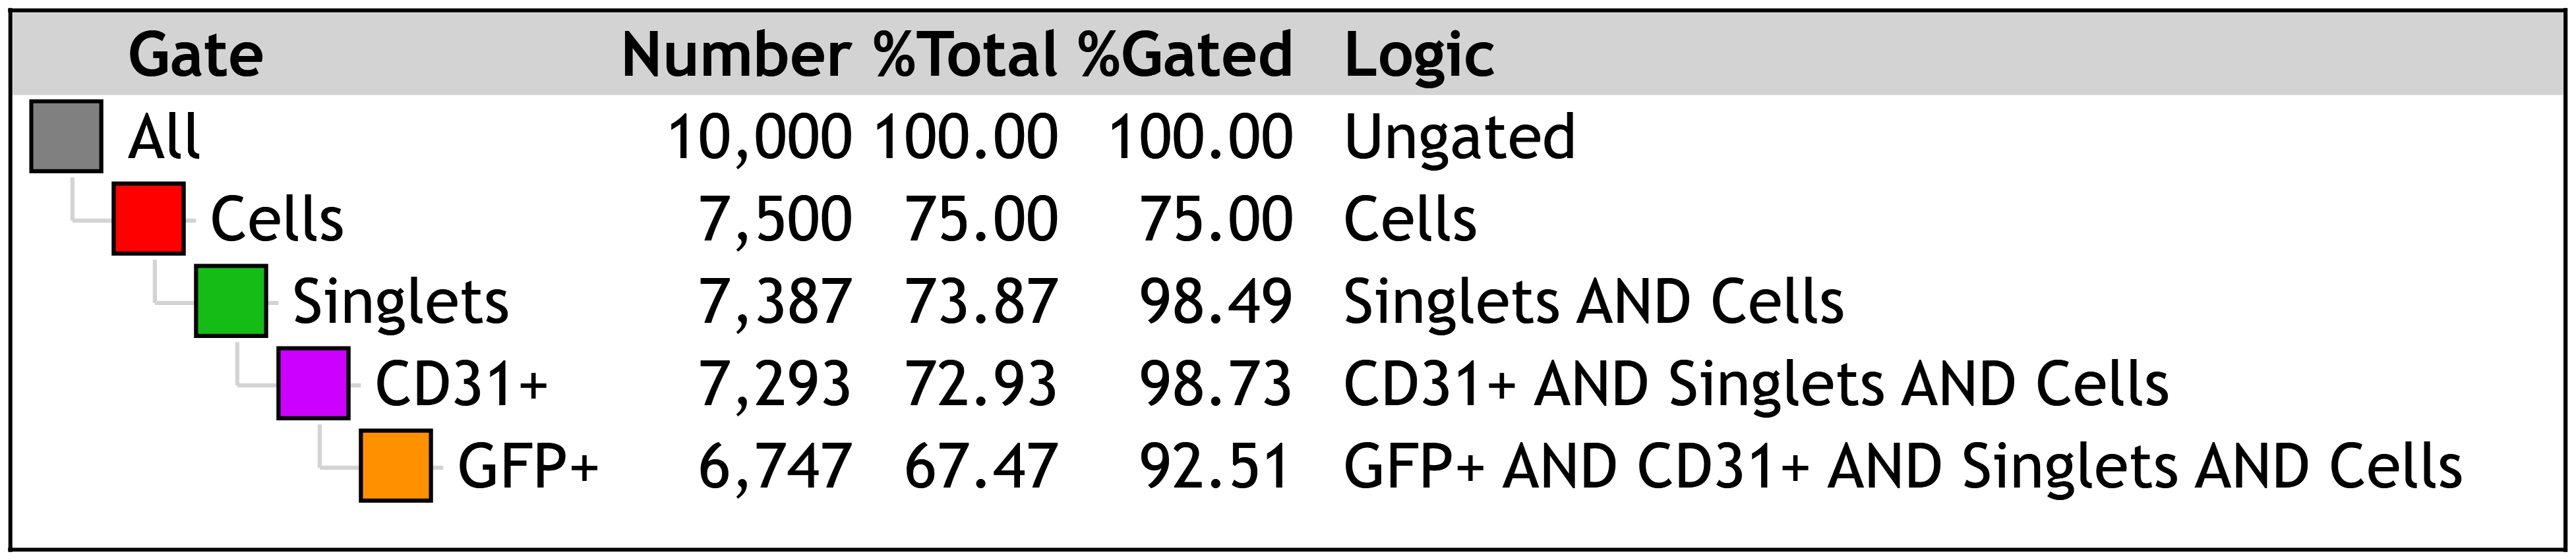 Gate Number %Total %Gated Logic
All 10,000 100.00 100.00 Ungated
Cells 7,500 75.00 75.00 Cells
Singlets 7,387 73.87 98.49 Singlets AND Cells
CD31+ 7,293 72.93 98.73 CD31+ AND Singlets AND Cells
GFP+ 6,747 67.47 92.51 GFP+ AND CD31+ AND Singlets AND Cells